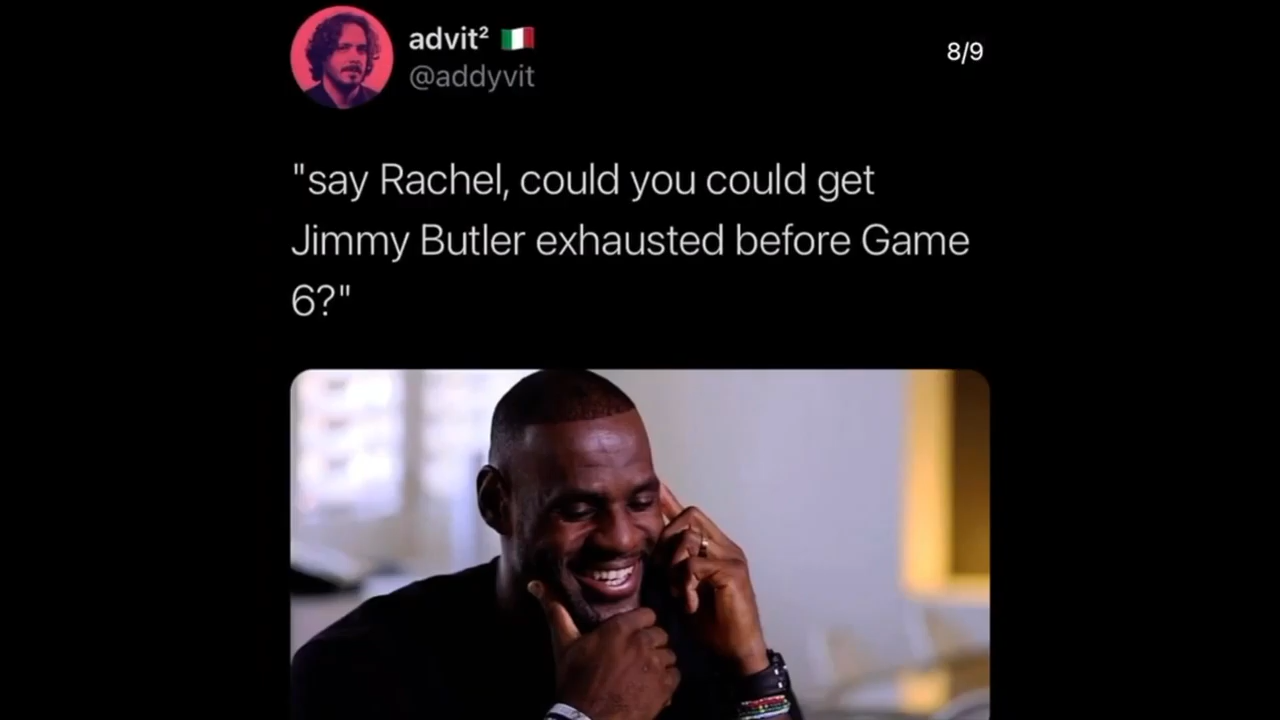 advit² 🇮🇹
8/9
@addyvit
"say Rachel, could you could get
Jimmy Butler exhausted before Game
6?"